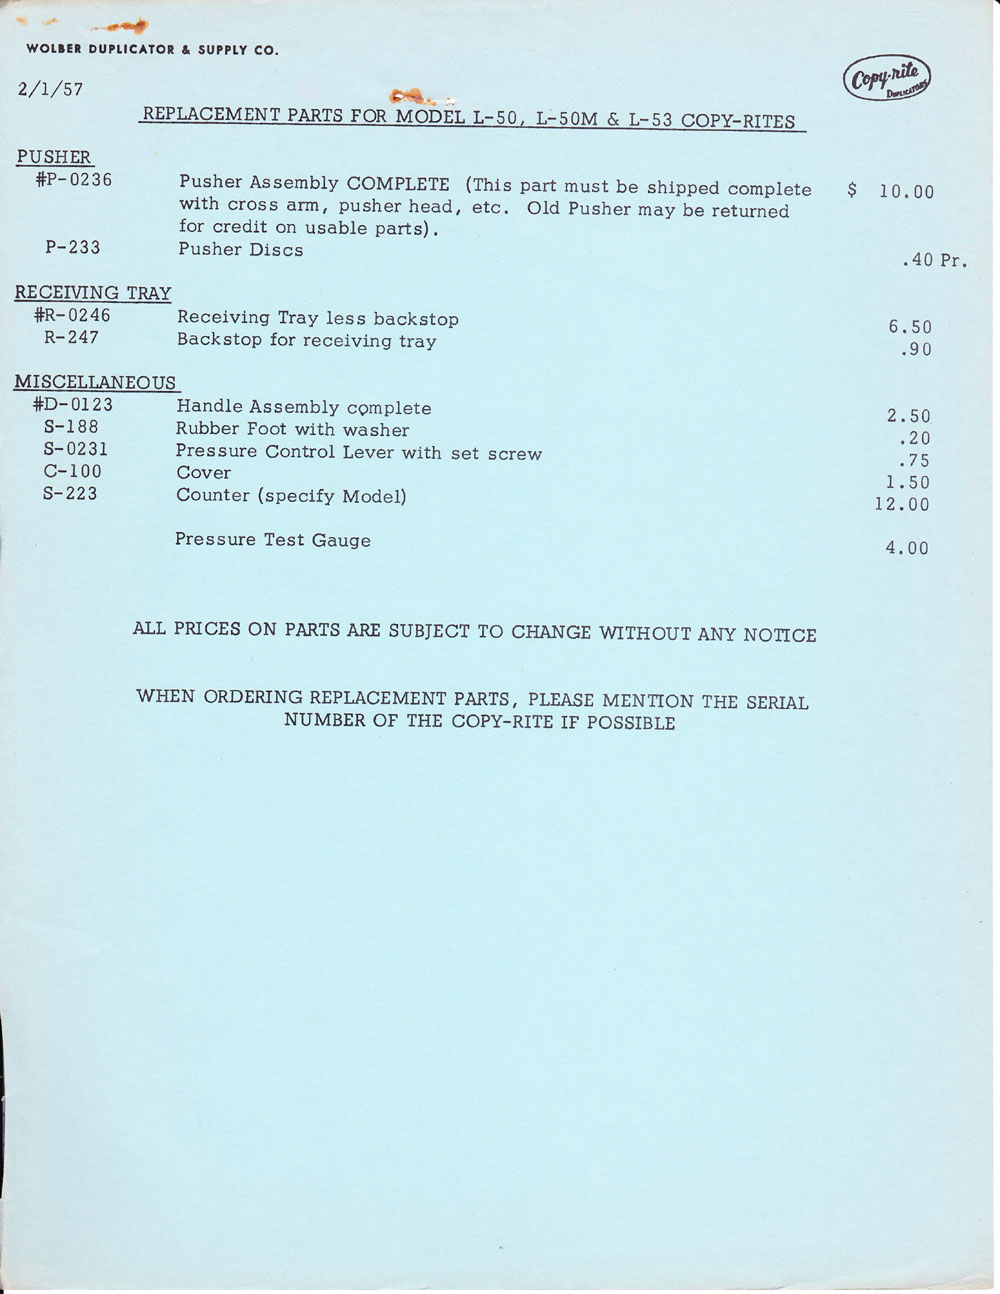 WOLBER DUPLICATOR & SUPPLY CO.
Copy-rite
DUPLICATORS
2/1/57
REPLACEMENT PARTS FOR MODEL L-50, L-50M & L-53 COPY-RITES
PUSHER
#P-0236 Pusher Assembly COMPLETE (This part must be shipped complete $ 10.00
with cross arm, pusher head, etc. Old Pusher may be returned
for credit on usable parts).
P-233 Pusher Discs .40 Pr.
RECEIVING TRAY
#R-0246 Receiving Tray less backstop 6.50
R-247 Backstop for receiving tray .90
MISCELLANEOUS
#D-0123 Handle Assembly complete 2.50
S-188 Rubber Foot with washer .20
S-0231 Pressure Control Lever with set screw .75
C-100 Cover 1.50
S-223 Counter (specify Model) 12.00
Pressure Test Gauge 4.00
ALL PRICES ON PARTS ARE SUBJECT TO CHANGE WITHOUT ANY NOTICE
WHEN ORDERING REPLACEMENT PARTS, PLEASE MENTION THE SERIAL
NUMBER OF THE COPY-RITE IF POSSIBLE